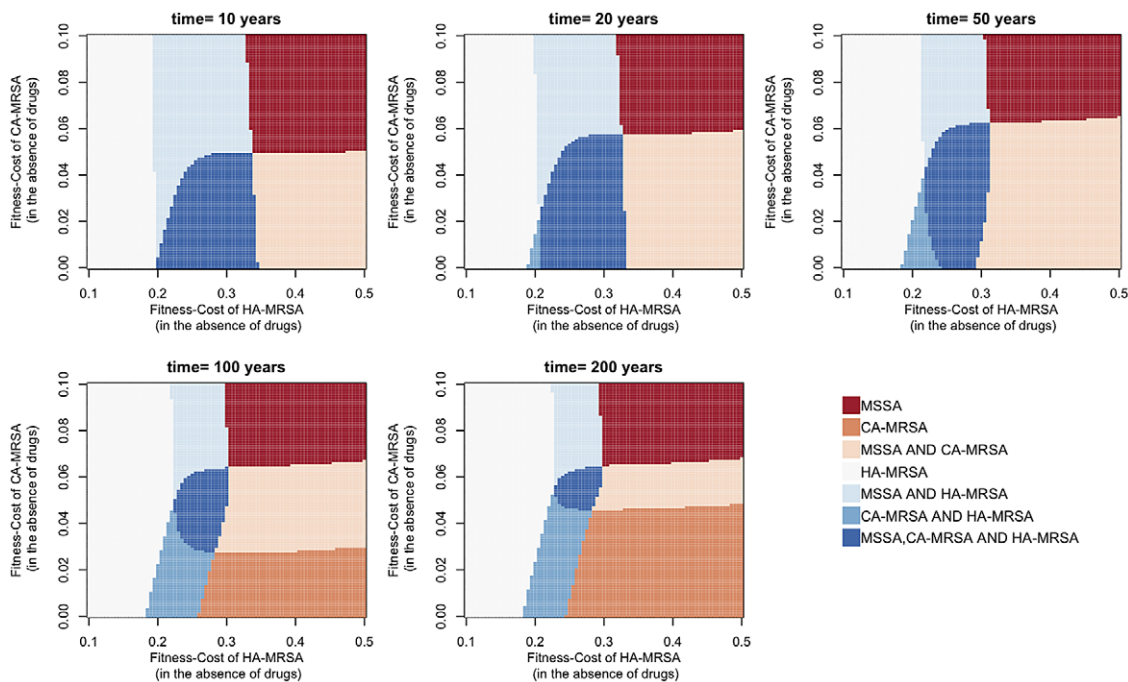 time= 10 years
Fitness-Cost of CA-MRSA
(in the absence of drugs)
0.10
0.08
0.06
0.04
0.02
0.00
0.1 0.2 0.3 0.4 0.5
Fitness-Cost of HA-MRSA
(in the absence of drugs)
time= 20 years
Fitness-Cost of CA-MRSA
(in the absence of drugs)
0.10
0.08
0.06
0.04
0.02
0.00
0.1 0.2 0.3 0.4 0.5
Fitness-Cost of HA-MRSA
(in the absence of drugs)
time= 50 years
Fitness-Cost of CA-MRSA
(in the absence of drugs)
0.10
0.08
0.06
0.04
0.02
0.00
0.1 0.2 0.3 0.4 0.5
Fitness-Cost of HA-MRSA
(in the absence of drugs)
time= 100 years
Fitness-Cost of CA-MRSA
(in the absence of drugs)
0.10
0.08
0.06
0.04
0.02
0.00
0.1 0.2 0.3 0.4 0.5
Fitness-Cost of HA-MRSA
(in the absence of drugs)
time= 200 years
Fitness-Cost of CA-MRSA
(in the absence of drugs)
0.10
0.08
0.06
0.04
0.02
0.00
0.1 0.2 0.3 0.4 0.5
Fitness-Cost of HA-MRSA
(in the absence of drugs)
MSSA
CA-MRSA
MSSA AND CA-MRSA
HA-MRSA
MSSA AND HA-MRSA
CA-MRSA AND HA-MRSA
MSSA,CA-MRSA AND HA-MRSA